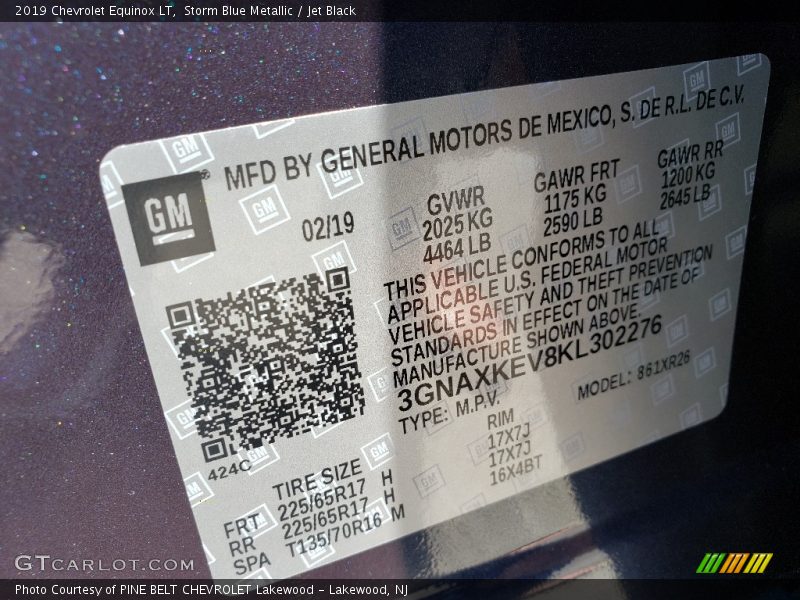 2019 Chevrolet Equinox LT, Storm Blue Metallic / Jet Black
MFD BY GENERAL MOTORS DE MEXICO, S. DE R.L. DE C.V.
GM®
02/19
GVWR
2025 KG
4464 LB
GAWR FRT
1175 KG
2590 LB
GAWR RR
1200 KG
2645 LB
THIS VEHICLE CONFORMS TO ALL
APPLICABLE U.S. FEDERAL MOTOR
VEHICLE SAFETY AND THEFT PREVENTION
STANDARDS IN EFFECT ON THE DATE OF
MANUFACTURE SHOWN ABOVE.
3GNAXKEV8KL302276
TYPE: M.P.V.
MODEL: 861XR26
424C
TIRE SIZE
RIM
FRT 225/65R17 H 17X7J
RR 225/65R17 H 17X7J
SPA T135/70R16 M 16X4BT
GTCARLOT.COM
Photo Courtesy of PINE BELT CHEVROLET Lakewood - Lakewood, NJ